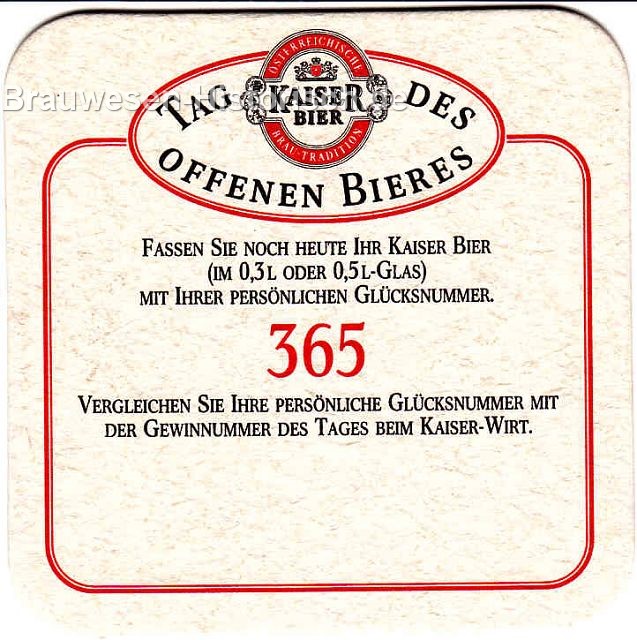 ÖSTERREICHISCHE
KAISER
BIER
BRAU-TRADITION
TAG DES
OFFENEN BIERES
FASSEN SIE NOCH HEUTE IHR KAISER BIER
(IM 0,3L ODER 0,5L-GLAS)
MIT IHRER PERSÖNLICHEN GLÜCKSNUMMER.
365
VERGLEICHEN SIE IHRE PERSÖNLICHE GLÜCKSNUMMER MIT
DER GEWINNUMMER DES TAGES BEIM KAISER-WIRT.